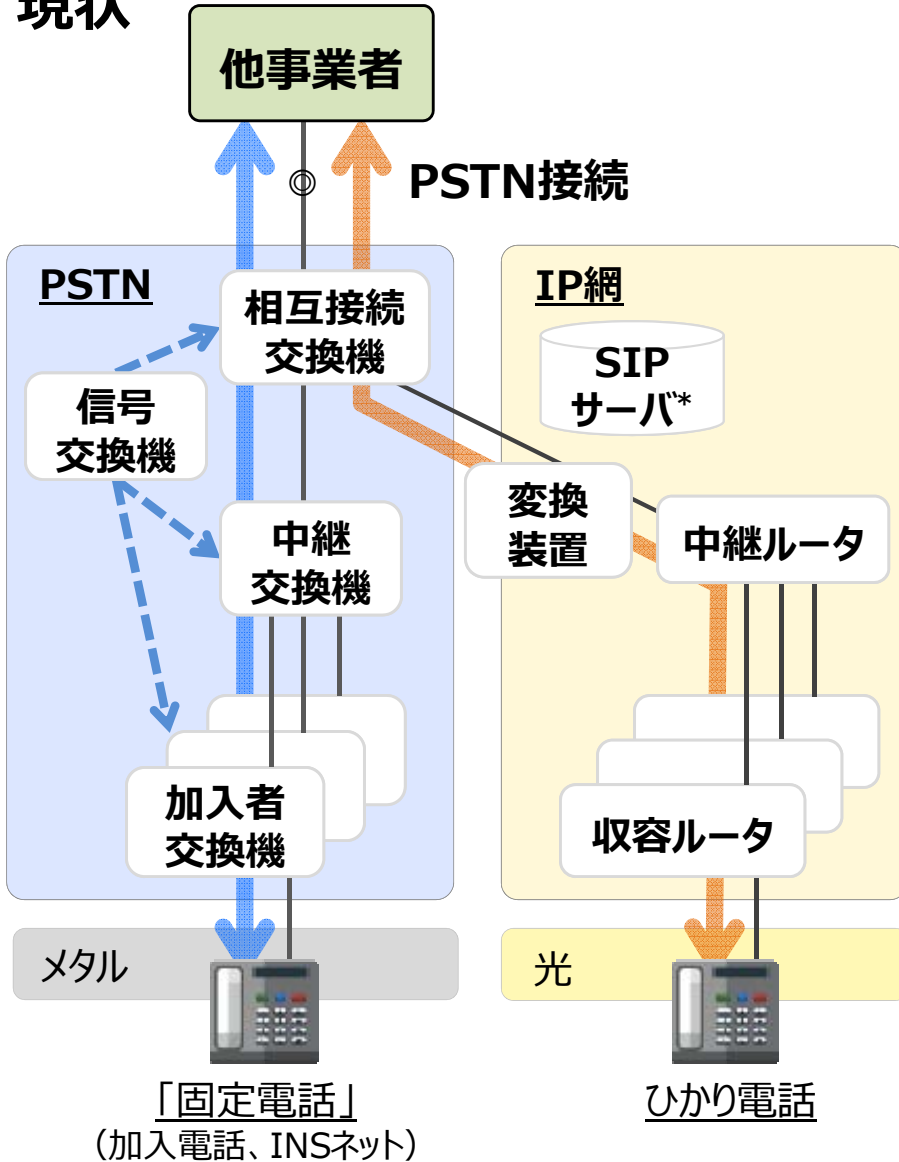 現状
他事業者
◎
PSTN接続
PSTN
相互接続
交換機
信号
交換機
中継
交換機
加入者
交換機
IP網
SIP
サーバ*
変換
装置
中継ルータ
収容ルータ
メタル
光
「固定電話」
（加入電話、INSネット）
ひかり電話